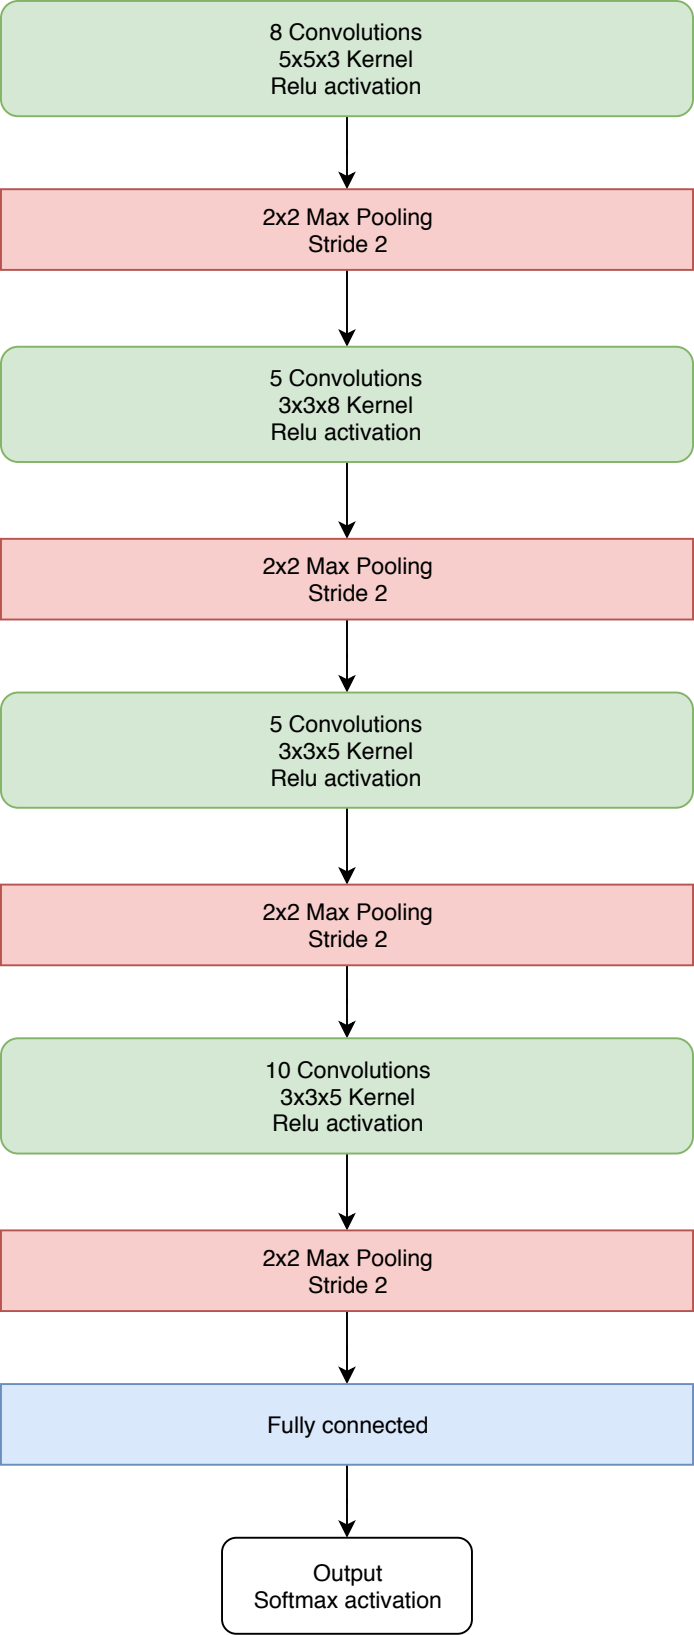 8 Convolutions
5x5x3 Kernel
Relu activation
2x2 Max Pooling
Stride 2
5 Convolutions
3x3x8 Kernel
Relu activation
2x2 Max Pooling
Stride 2
5 Convolutions
3x3x5 Kernel
Relu activation
2x2 Max Pooling
Stride 2
10 Convolutions
3x3x5 Kernel
Relu activation
2x2 Max Pooling
Stride 2
Fully connected
Output
Softmax activation